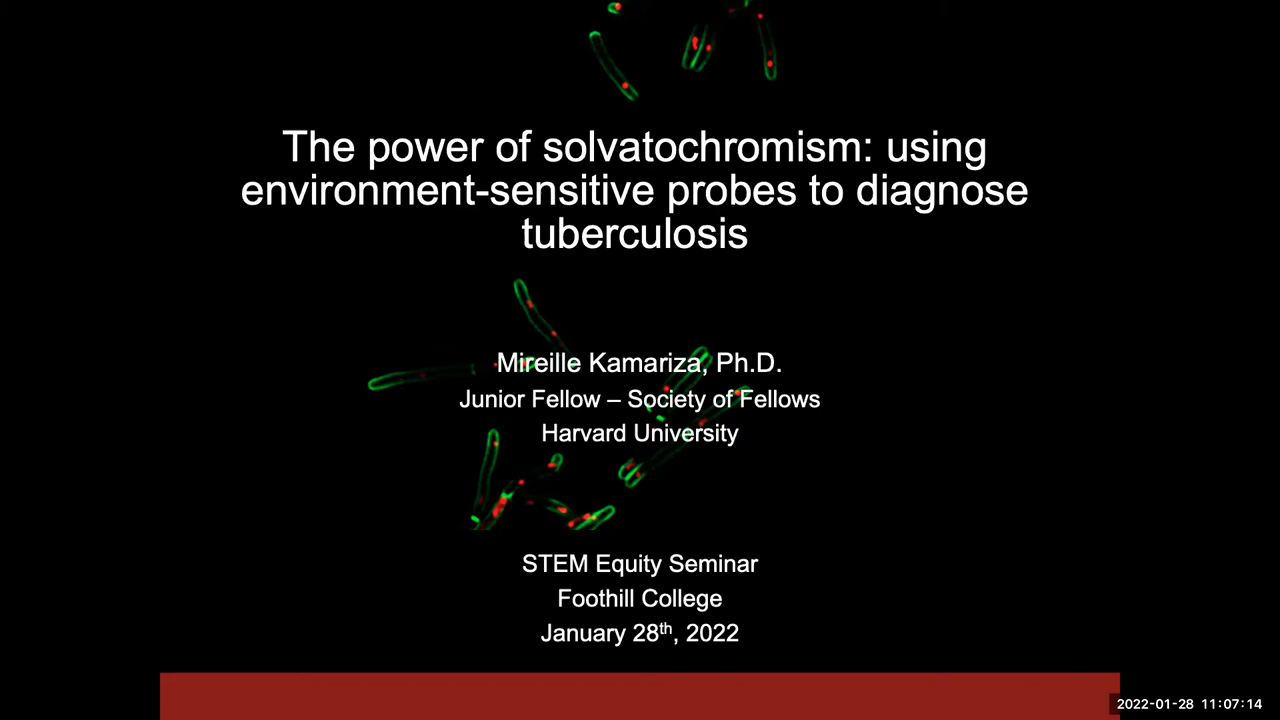 The power of solvatochromism: using
environment-sensitive probes to diagnose
tuberculosis
Mireille Kamariza, Ph.D.
Junior Fellow – Society of Fellows
Harvard University
STEM Equity Seminar
Foothill College
January 28th, 2022
2022-01-28 11:07:14